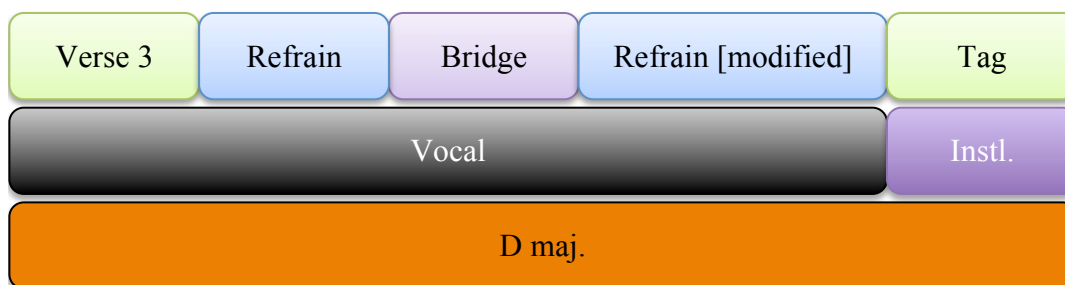 Verse 3 Refrain Bridge Refrain [modified] Tag
Vocal Instl.
D maj.